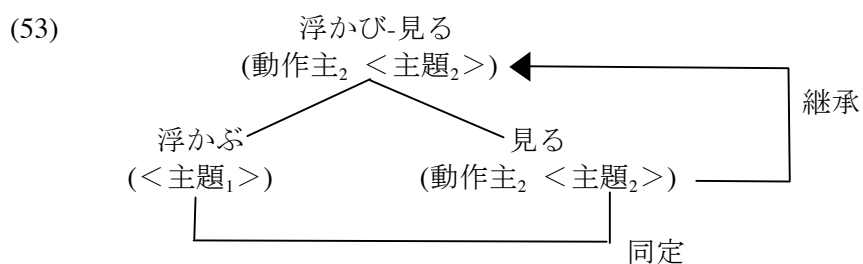 (53) 浮かび-見る
(動作主₂ ＜主題₂＞)
継承
浮かぶ 見る
(＜主題₁＞) (動作主₂ ＜主題₂＞)
同定